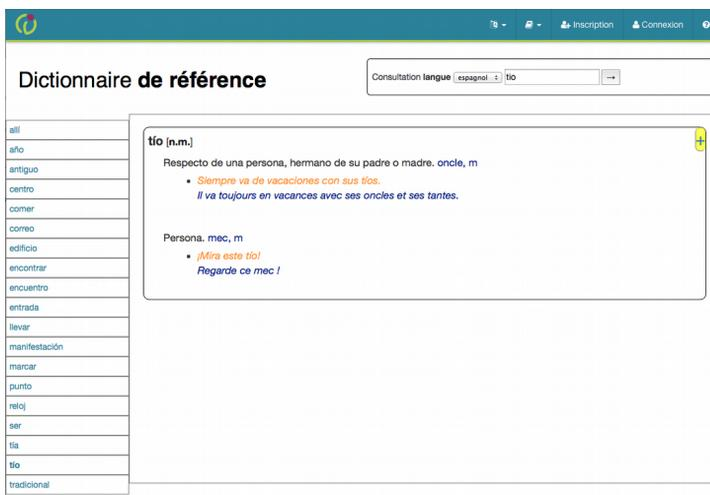 Inscription
Connexion
Dictionnaire de référence
Consultation langue espagnol tio →
allí
año
antiguo
centro
comer
correo
edificio
encontrar
encuentro
entrada
llevar
manifestación
marcar
punto
reloj
ser
tía
tío
tradicional
tío [n.m.]
+
Respecto de una persona, hermano de su padre o madre. oncle, m
• Siempre va de vacaciones con sus tíos.
Il va toujours en vacances avec ses oncles et ses tantes.
Persona. mec, m
• ¡Mira este tío!
Regarde ce mec !